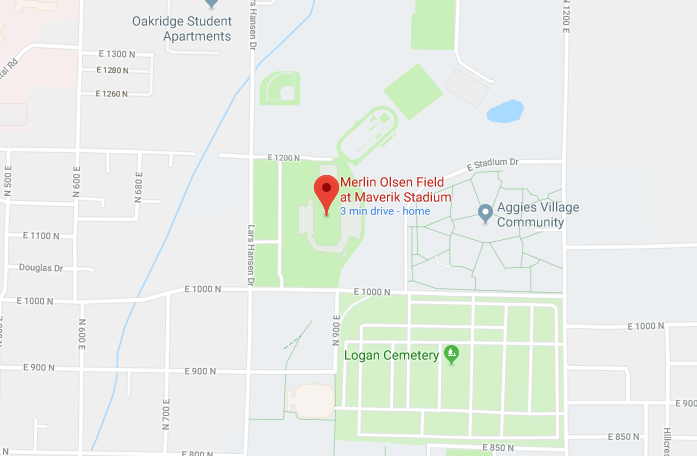 Oakridge Student
Apartments
Lars Hansen Dr
N 1200 E
E 1300 N
E 1280 N
E 1260 N
E 1200 N
E Stadium Dr
N 500 E
N 600 E
N 680 E
Merlin Olsen Field
at Maverik Stadium
3 min drive - home
Aggies Village
Community
E 1100 N
Douglas Dr
Lars Hansen Dr
E 1000 N
E 1000 N
E 1000 N
N 600 E
N 900 E
Logan Cemetery
E 900 N
E 900 N
E 900
N 700 E
E 850 N
E 800 N